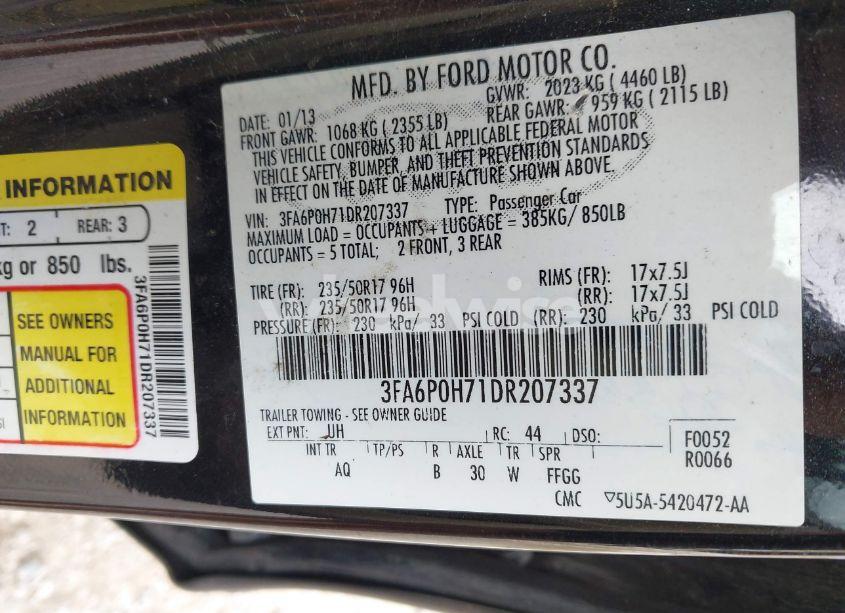 MFD. BY FORD MOTOR CO.
DATE: 01/13 GVWR: 2023 KG ( 4460 LB)
FRONT GAWR: 1068 KG ( 2355 LB) REAR GAWR: 959 KG ( 2115 LB)
THIS VEHICLE CONFORMS TO ALL APPLICABLE FEDERAL MOTOR
VEHICLE SAFETY, BUMPER, AND THEFT PREVENTION STANDARDS
IN EFFECT ON THE DATE OF MANUFACTURE SHOWN ABOVE.
VIN: 3FA6P0H71DR207337 TYPE: Passenger Car
MAXIMUM LOAD = OCCUPANTS + LUGGAGE = 385KG/ 850LB
OCCUPANTS = 5 TOTAL; 2 FRONT, 3 REAR
TIRE (FR): 235/50R17 96H RIMS (FR): 17x7.5J
(RR): 235/50R17 96H (RR): 17x7.5J
PRESSURE (FR): 230 kPa/ 33 PSI COLD (RR): 230 kPa/ 33 PSI COLD
3FA6P0H71DR207337
TRAILER TOWING - SEE OWNER GUIDE
EXT PNT: UH RC: 44 DSO: F0052
INT TR TP/PS R AXLE TR SPR R0066
AQ B 30 W FFGG
CMC ▽5U5A-5420472-AA
INFORMATION
2 REAR: 3
kg or 850 lbs.
SEE OWNERS
MANUAL FOR
ADDITIONAL
INFORMATION
3FA6P0H71DR207337
wheelwise